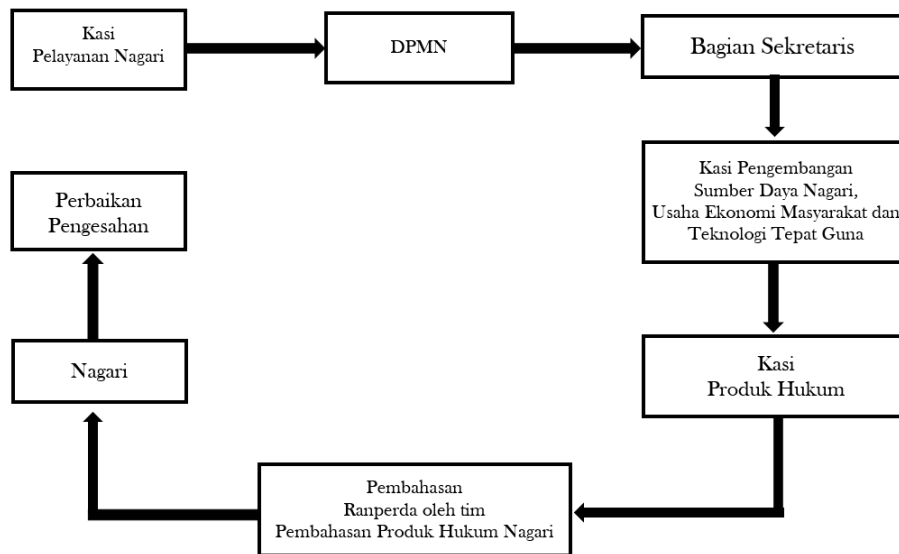 Kasi
Pelayanan Nagari
DPMN
Bagian Sekretaris
Kasi Pengembangan
Sumber Daya Nagari,
Usaha Ekonomi Masyarakat dan
Teknologi Tepat Guna
Kasi
Produk Hukum
Pembahasan
Ranperda oleh tim
Pembahasan Produk Hukum Nagari
Nagari
Perbaikan
Pengesahan